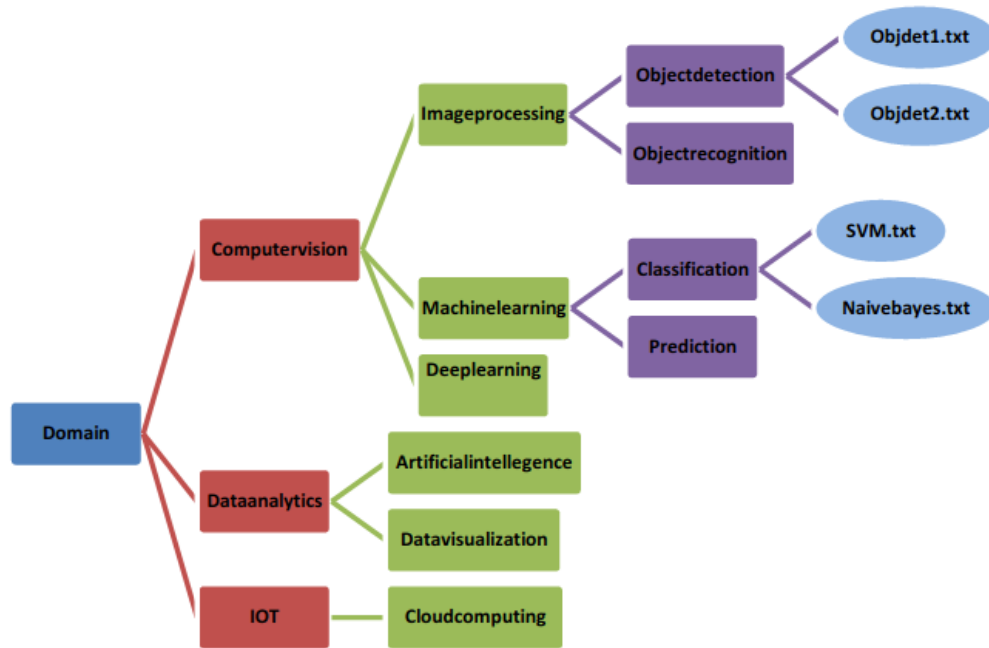 Objdet1.txt
Objectdetection
Imageprocessing
Objdet2.txt
Objectrecognition
SVM.txt
Computervision
Classification
Machinelearning
Naivebayes.txt
Prediction
Deeplearning
Domain
Artificialintellegence
Dataanalytics
Datavisualization
IOT
Cloudcomputing